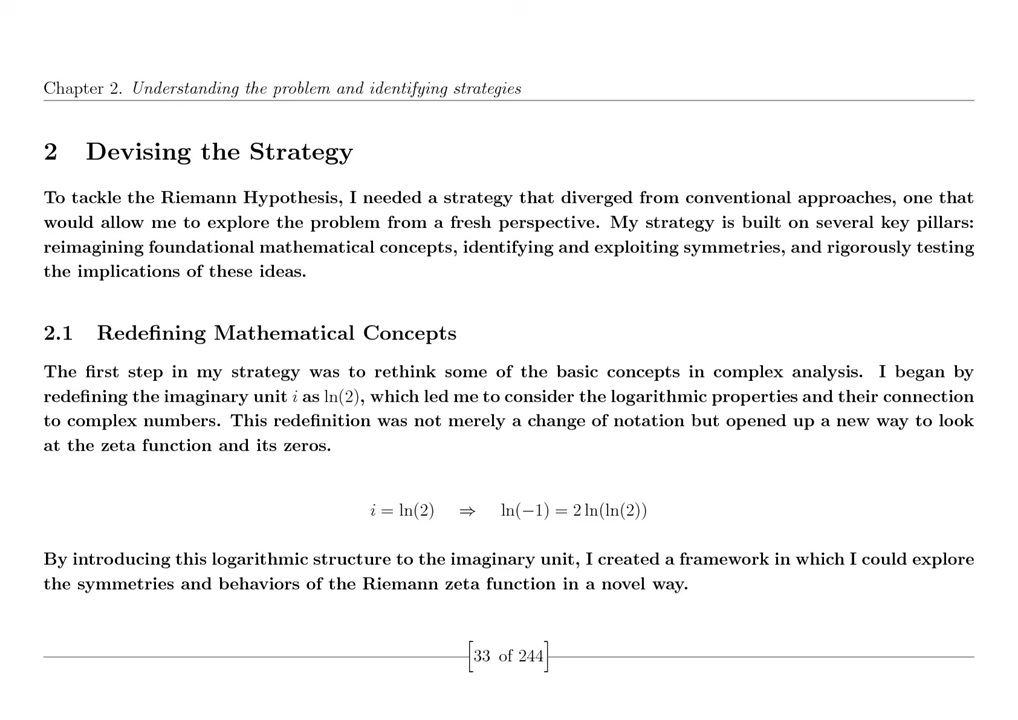 Chapter 2. Understanding the problem and identifying strategies
2 Devising the Strategy
To tackle the Riemann Hypothesis, I needed a strategy that diverged from conventional approaches, one that
would allow me to explore the problem from a fresh perspective. My strategy is built on several key pillars:
reimagining foundational mathematical concepts, identifying and exploiting symmetries, and rigorously testing
the implications of these ideas.
2.1 Redefining Mathematical Concepts
The first step in my strategy was to rethink some of the basic concepts in complex analysis. I began by
redefining the imaginary unit i as ln(2), which led me to consider the logarithmic properties and their connection
to complex numbers. This redefinition was not merely a change of notation but opened up a new way to look
at the zeta function and its zeros.
i = ln(2) ⇒ ln(−1) = 2 ln(ln(2))
By introducing this logarithmic structure to the imaginary unit, I created a framework in which I could explore
the symmetries and behaviors of the Riemann zeta function in a novel way.
[33 of 244]